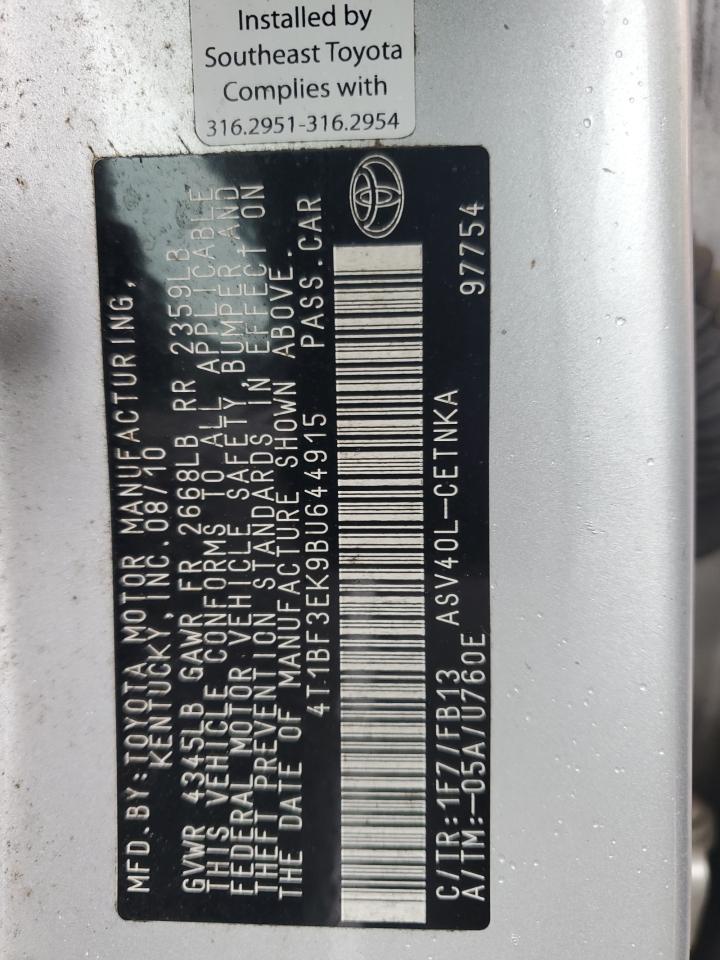 Installed by
Southeast Toyota
Complies with
316.2951-316.2954
MFD.BY:TOYOTA MOTOR MANUFACTURING,
KENTUCKY, INC. 08/10
GVWR 4345LB GAWR FR 2668LB RR 2359LB
THIS VEHICLE CONFORMS TO ALL APPLICABLE
FEDERAL MOTOR VEHICLE SAFETY, BUMPER AND
THEFT PREVENTION STANDARDS IN EFFECT ON
THE DATE OF MANUFACTURE SHOWN ABOVE.
4T1BF3EK9BU644915 PASS.CAR
C/TR:1F7/FB13 ASV40L-CETNKA 97754
A/TM:-05A/U760E